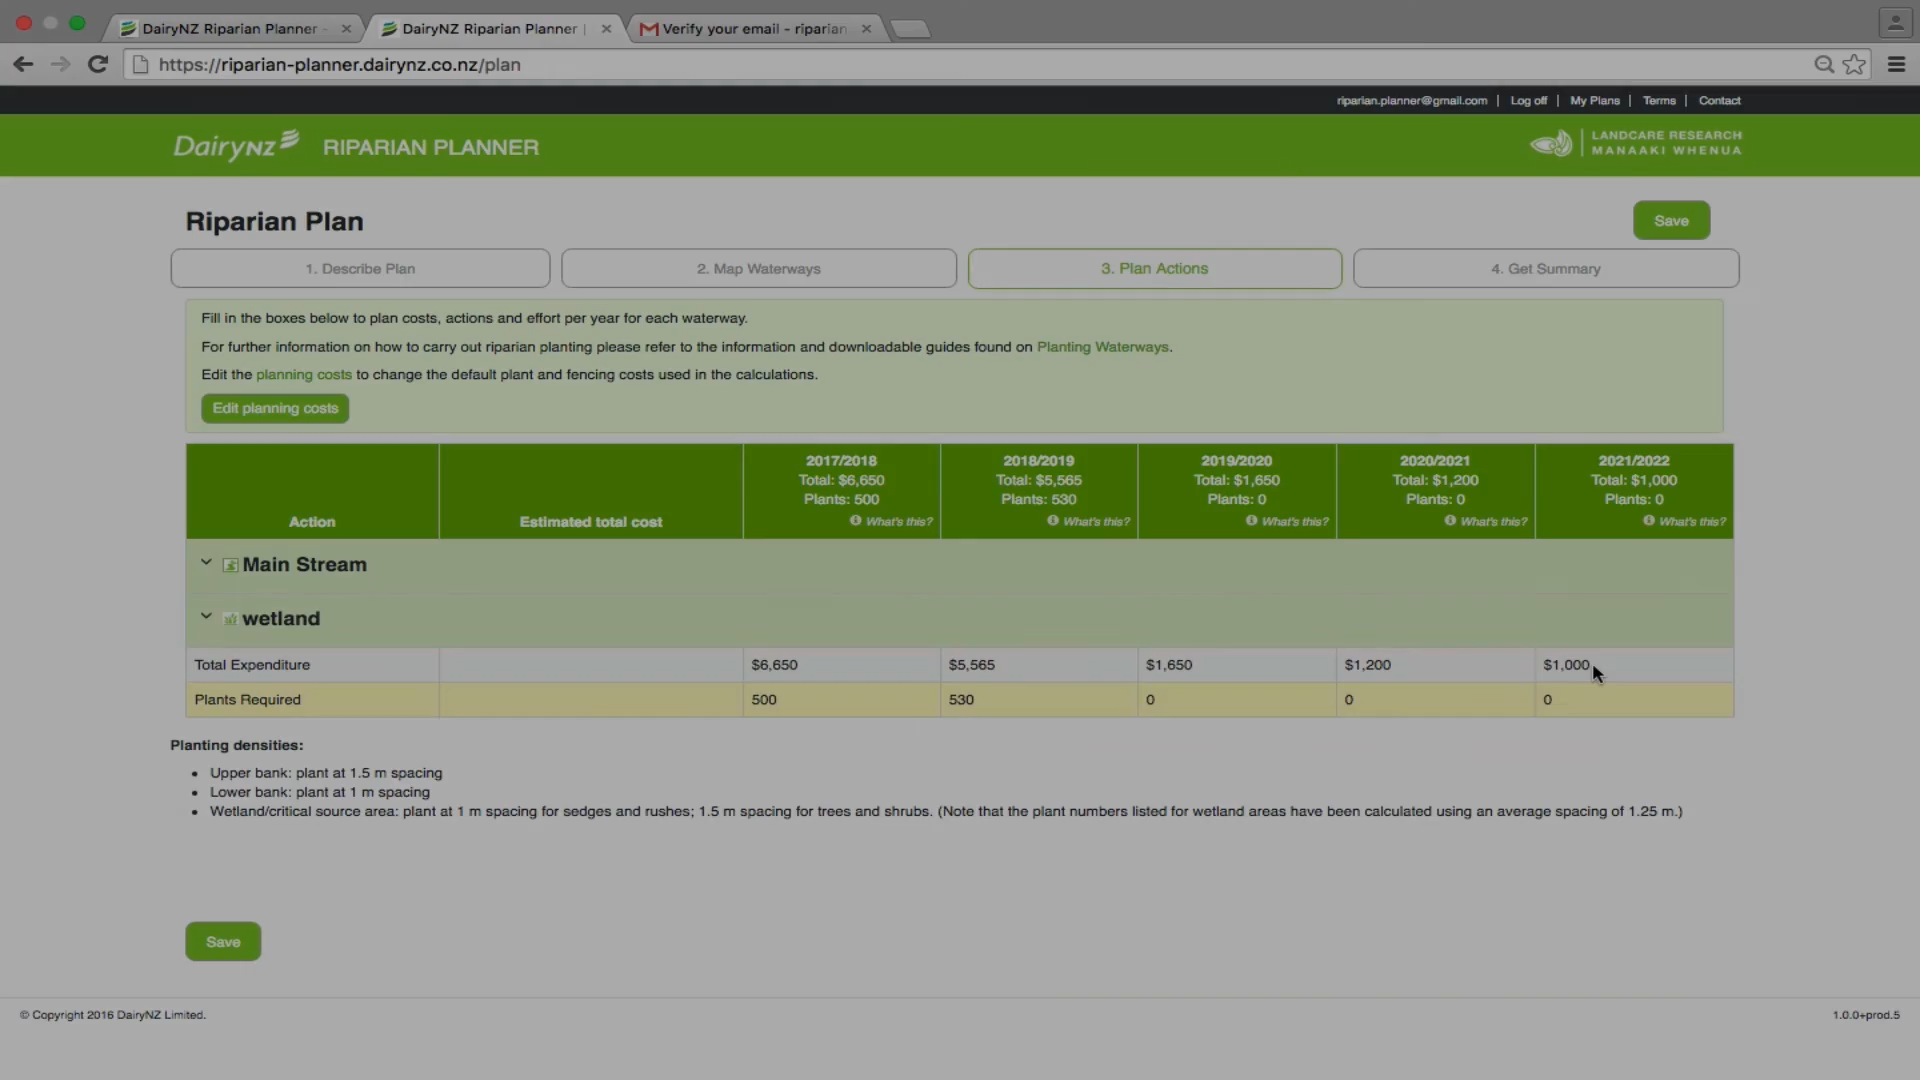 DairyNZ Riparian Planner -
DairyNZ Riparian Planner |
Verify your email - riparian
https://riparian-planner.dairynz.co.nz/plan
riparian.planner@gmail.com | Log off | My Plans | Terms | Contact
DairyNZ RIPARIAN PLANNER
LANDCARE RESEARCH
MANAAKI WHENUA
Riparian Plan
Save
1. Describe Plan
2. Map Waterways
3. Plan Actions
4. Get Summary
Fill in the boxes below to plan costs, actions and effort per year for each waterway.
For further information on how to carry out riparian planting please refer to the information and downloadable guides found on Planting Waterways.
Edit the planning costs to change the default plant and fencing costs used in the calculations.
Edit planning costs
2017/2018 2018/2019 2019/2020 2020/2021 2021/2022
Total: $6,650 Total: $5,565 Total: $1,650 Total: $1,200 Total: $1,000
Plants: 500 Plants: 530 Plants: 0 Plants: 0 Plants: 0
Action Estimated total cost What's this? What's this? What's this? What's this? What's this?
Main Stream
wetland
Total Expenditure $6,650 $5,565 $1,650 $1,200 $1,000
Plants Required 500 530 0 0 0
Planting densities:
• Upper bank: plant at 1.5 m spacing
• Lower bank: plant at 1 m spacing
• Wetland/critical source area: plant at 1 m spacing for sedges and rushes; 1.5 m spacing for trees and shrubs. (Note that the plant numbers listed for wetland areas have been calculated using an average spacing of 1.25 m.)
Save
© Copyright 2016 DairyNZ Limited.
1.0.0+prod.5